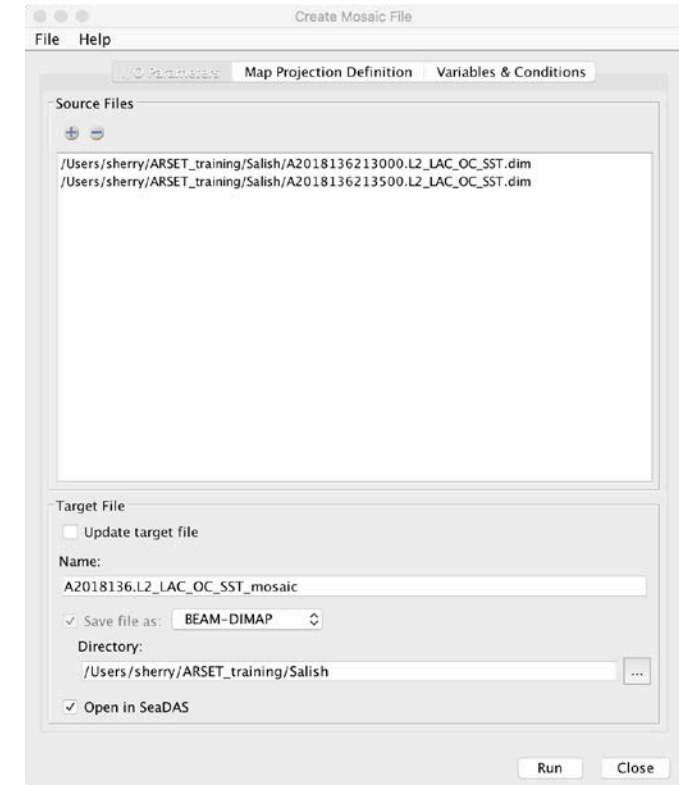 Create Mosaic File
File Help
I/O Parameters Map Projection Definition Variables & Conditions
Source Files
/Users/sherry/ARSET_training/Salish/A2018136213000.L2_LAC_OC_SST.dim
/Users/sherry/ARSET_training/Salish/A2018136213500.L2_LAC_OC_SST.dim
Target File
Update target file
Name:
A2018136.L2_LAC_OC_SST_mosaic
Save file as: BEAM-DIMAP
Directory:
/Users/sherry/ARSET_training/Salish ...
Open in SeaDAS
Run Close